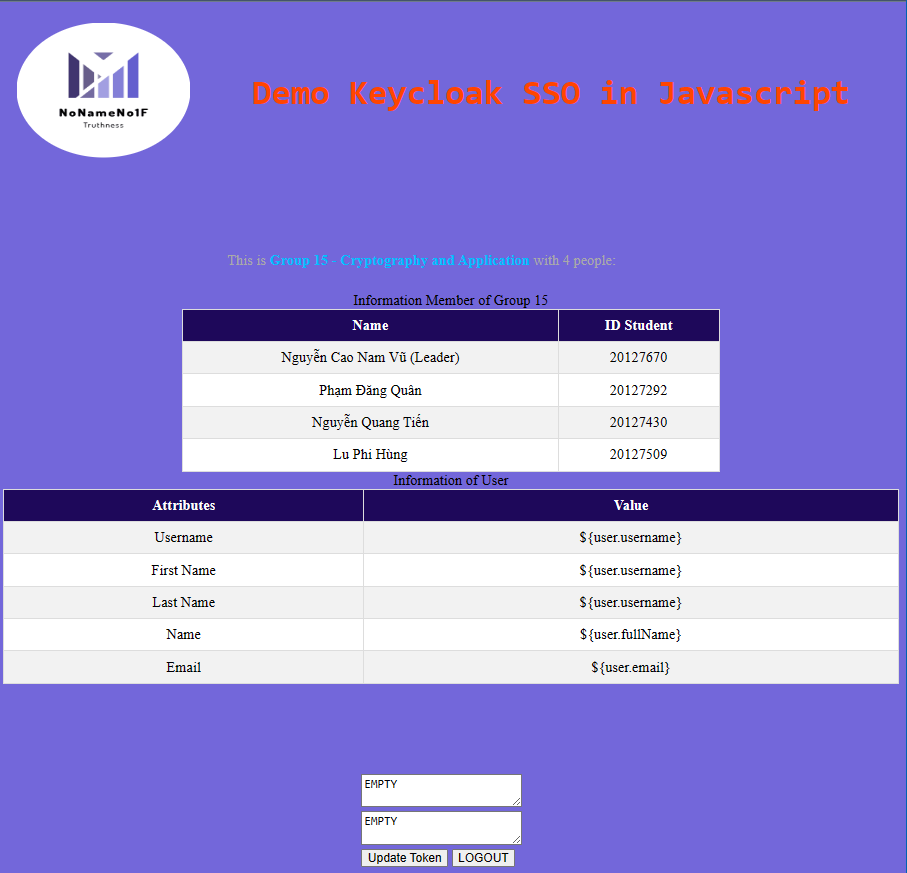 NoNameNo1F
Truthness
Demo Keycloak SSO in Javascript
This is Group 15 - Cryptography and Application with 4 people:
Information Member of Group 15
Name ID Student
Nguyễn Cao Nam Vũ (Leader) 20127670
Phạm Đăng Quân 20127292
Nguyễn Quang Tiến 20127430
Lu Phi Hùng 20127509
Information of User
Attributes Value
Username ${user.username}
First Name ${user.username}
Last Name ${user.username}
Name ${user.fullName}
Email ${user.email}
EMPTY
EMPTY
Update Token LOGOUT